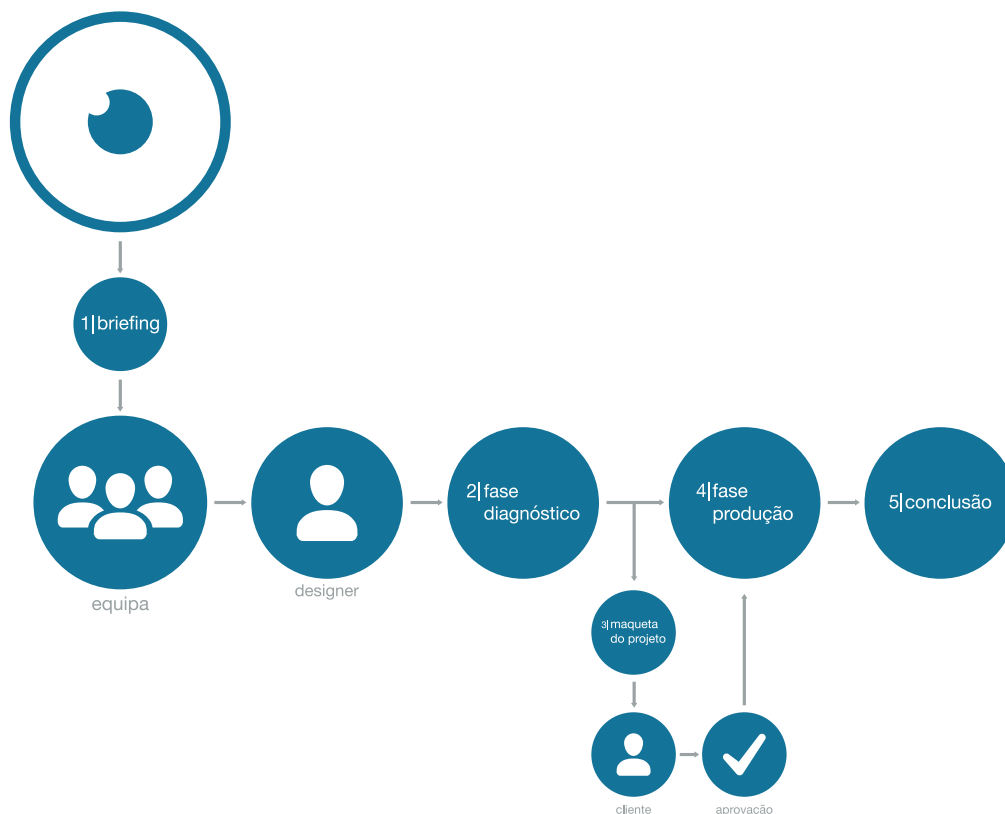 1|briefing
equipa
designer
2|fase
diagnóstico
4|fase
produção
5|conclusão
3|maqueta
do projeto
cliente
aprovação